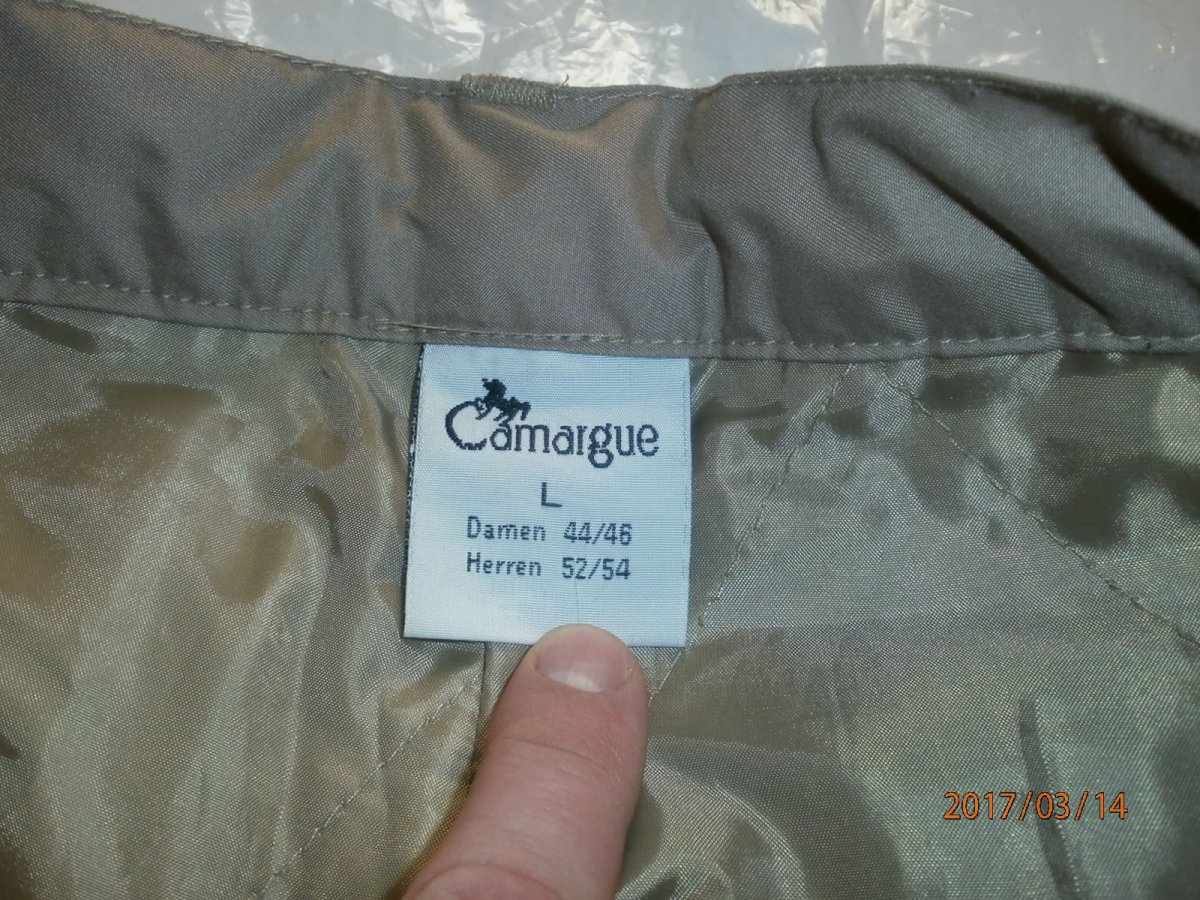 Camargue
L
Damen 44/46
Herren 52/54
2017/03/14